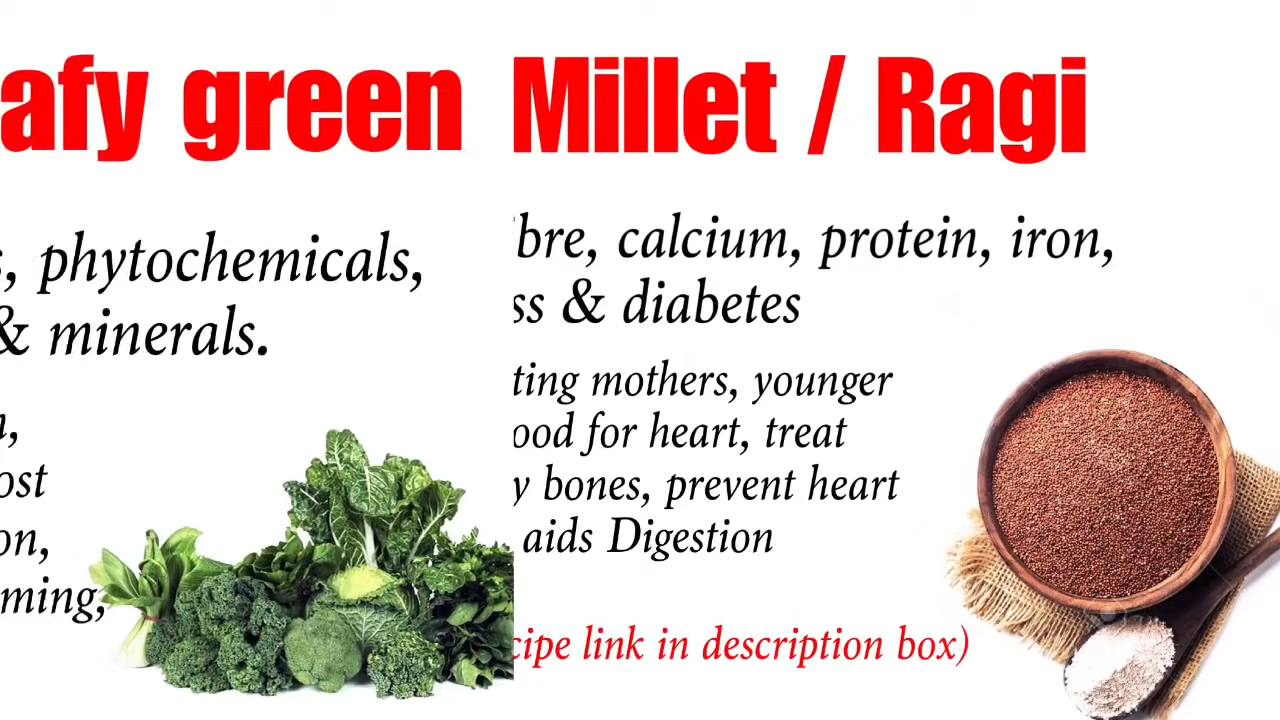 afy green
s, phytochemicals,
& minerals.
n,
ost
on,
ming,
Millet / Ragi
bre, calcium, protein, iron,
ss & diabetes
ting mothers, younger
ood for heart, treat
y bones, prevent heart
aids Digestion
cipe link in description box)